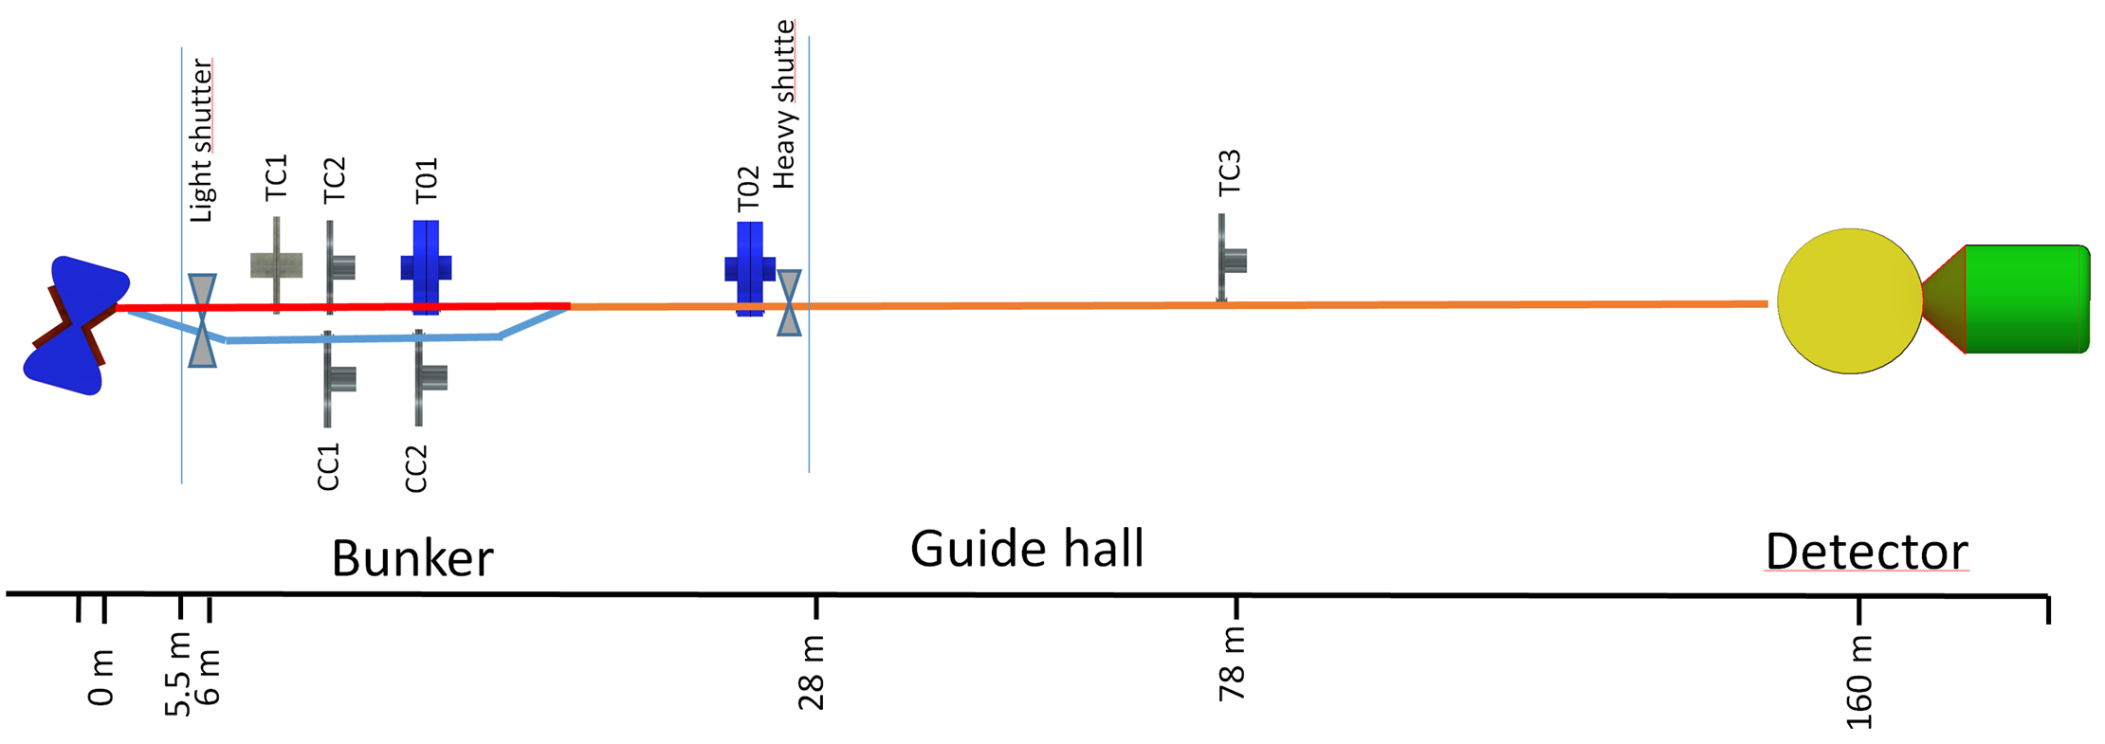 Light shutter
TC1
TC2
T01
T02
Heavy shutte
TC3
CC1
CC2
Bunker
Guide hall
Detector
0 m
5.5 m
6 m
28 m
78 m
160 m